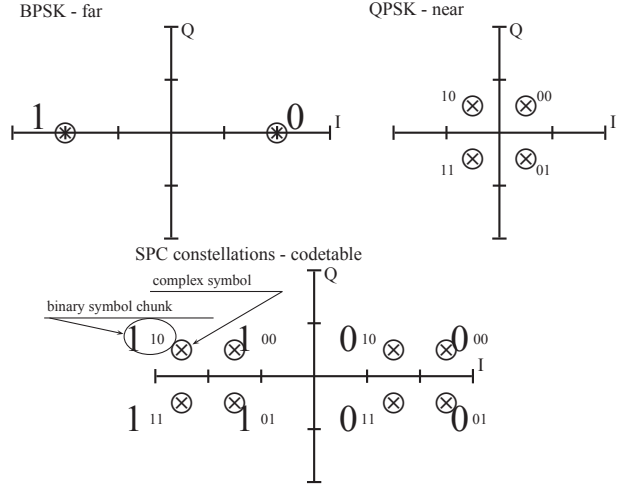 BPSK - far
QPSK - near
Q
Q
10 00
1 0 I
I
11 01
SPC constellations - codetable
complex symbol
Q
binary symbol chunk
1 10 1 00 0 10 0 00
I
1 11 1 01 0 11 0 01